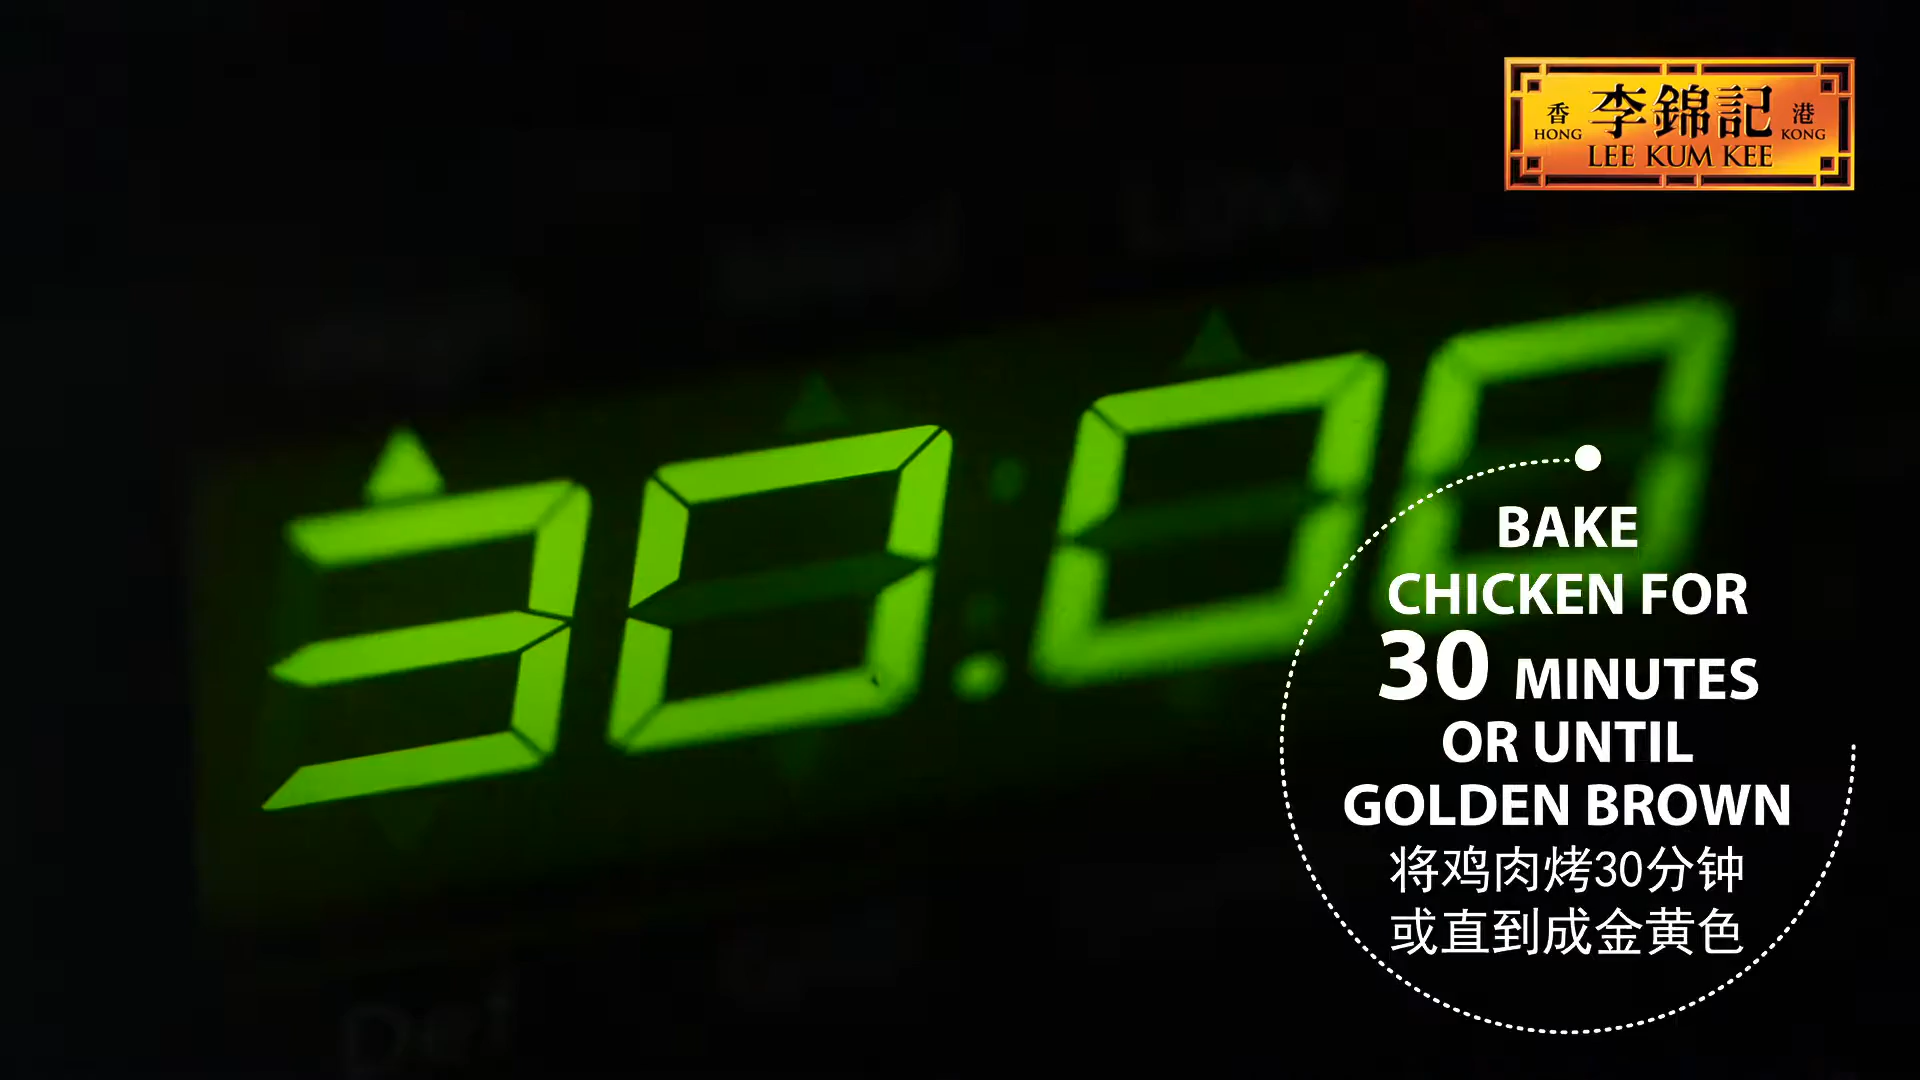 香 李錦記 港
HONG KONG
LEE KUM KEE
30:00
BAKE
CHICKEN FOR
30 MINUTES
OR UNTIL
GOLDEN BROWN
将鸡肉烤30分钟
或直到成金黄色